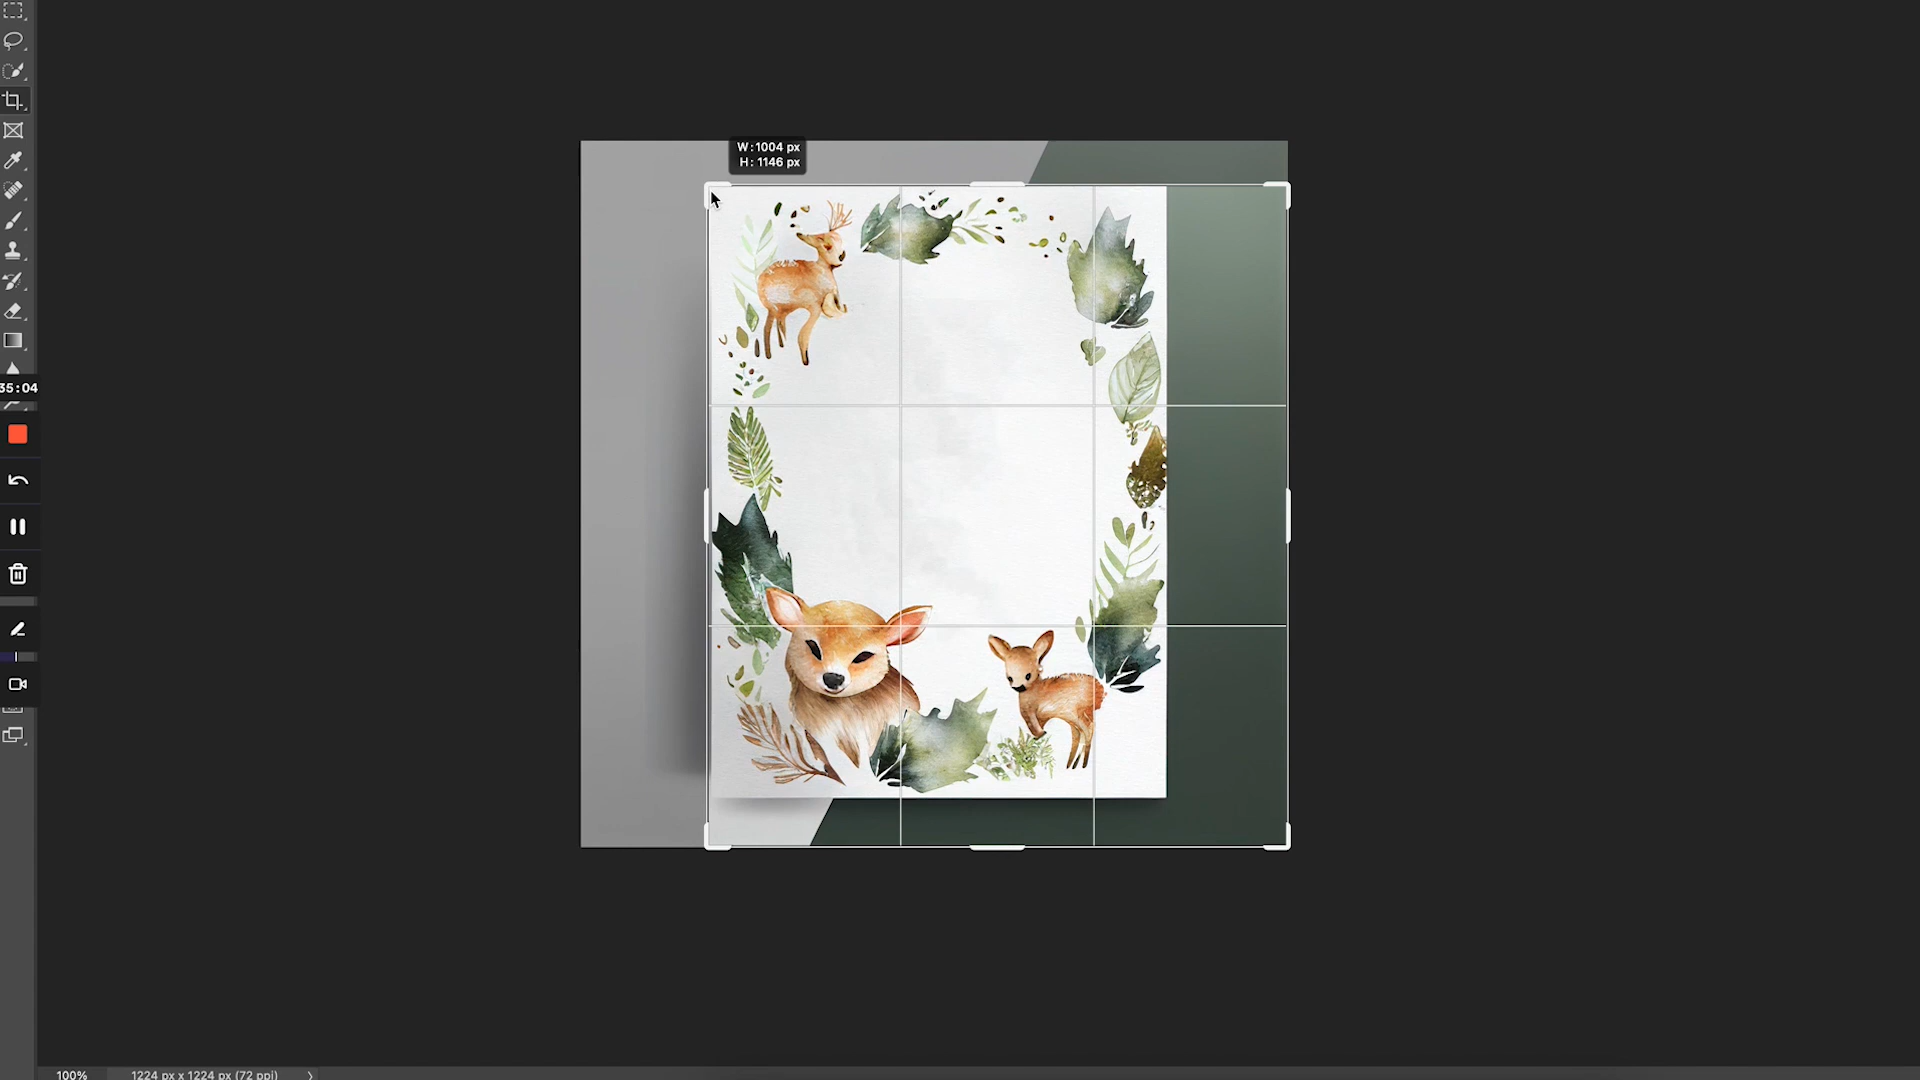 W: 1004 px
H: 1146 px
35:04
100%
1224 px x 1224 px (72 ppi)